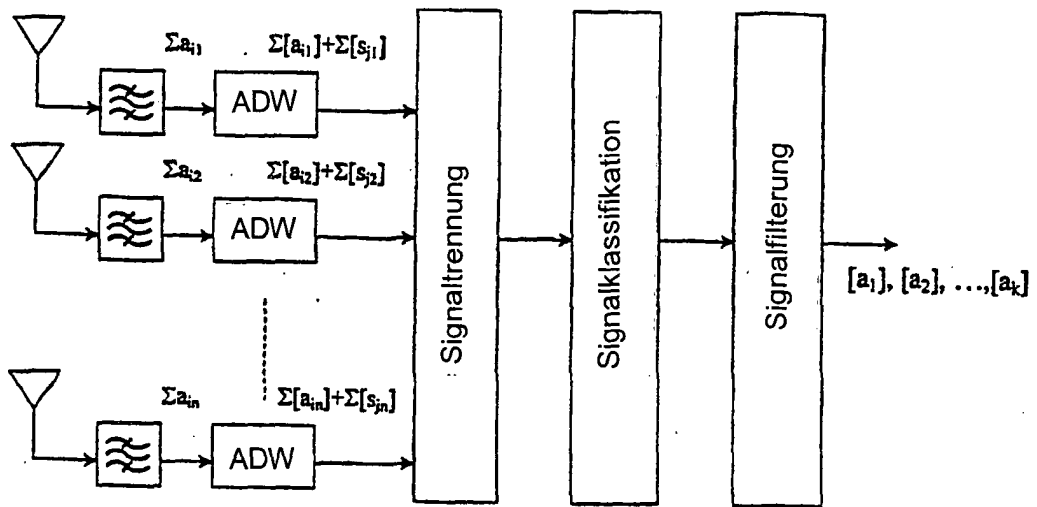 Σa_i1
Σ[a_i1]+Σ[s_j1]
ADW
Σa_i2
Σ[a_i2]+Σ[s_j2]
ADW
Σa_in
Σ[a_in]+Σ[s_jn]
ADW
Signaltrennung
Signalklassifikation
Signalfilterung
[a_1], [a_2], ...,[a_k]